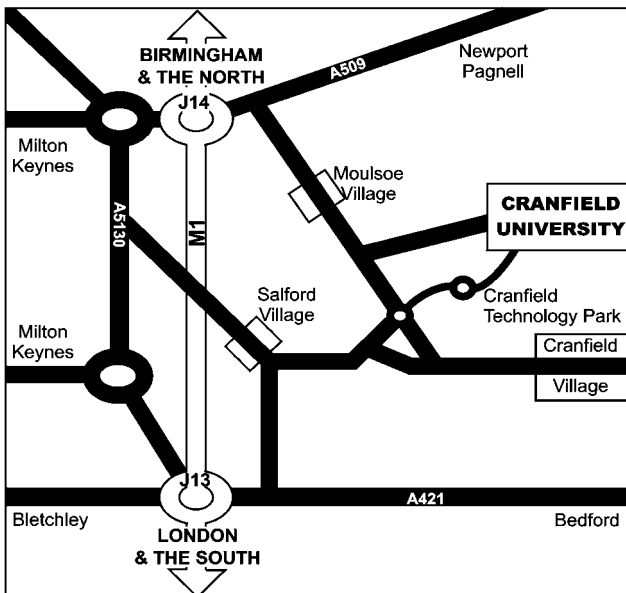 BIRMINGHAM
& THE NORTH
J14
A509
Newport
Pagnell
Milton
Keynes
Moulsoe
Village
A5130
M1
CRANFIELD
UNIVERSITY
Salford
Village
Cranfield
Technology Park
Milton
Keynes
Cranfield
Village
J13
A421
Bletchley
Bedford
LONDON
& THE SOUTH